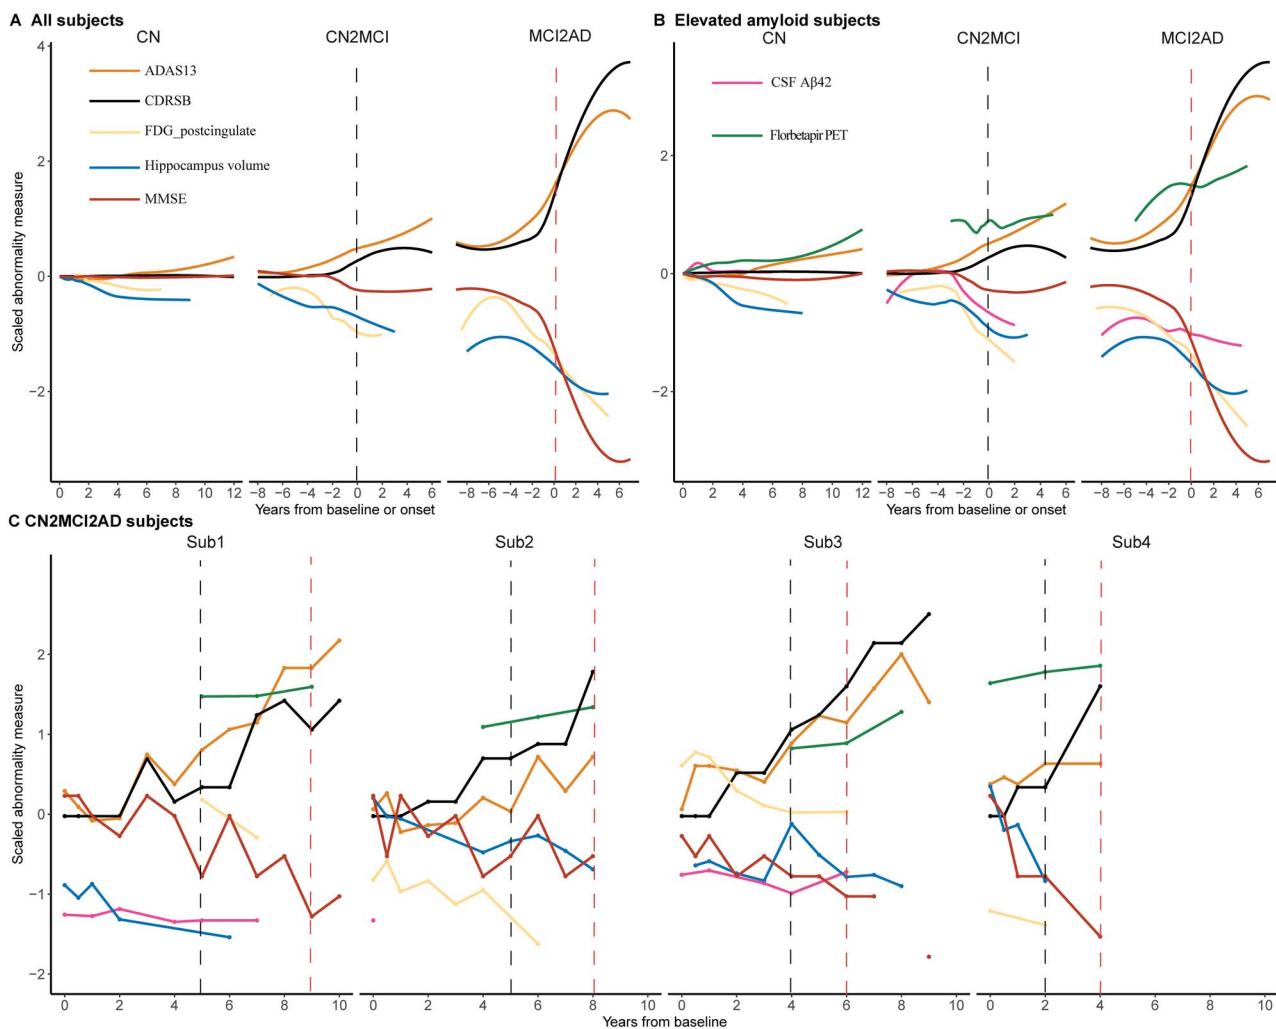 A All subjects
B Elevated amyloid subjects
CN
CN2MCI
MCI2AD
CN
CN2MCI
MCI2AD
Scaled abnormality measure
4
2
0
−2
ADAS13
CDRSB
FDG_postcingulate
Hippocampus volume
MMSE
2
0
−2
CSF Aβ42
Florbetapir PET
0 2 4 6 8 10 12
−8 −6 −4 −2 0 2 4 6
−8 −6 −4 −2 0 2 4 6
0 2 4 6 8 10 12
−8 −6 −4 −2 0 2 4 6
−8 −6 −4 −2 0 2 4 6
Years from baseline or onset
Years from baseline or onset
C CN2MCI2AD subjects
Sub1
Sub2
Sub3
Sub4
Scaled abnormality measure
2
1
0
−1
−2
0 2 4 6 8 10
0 2 4 6 8 10
0 2 4 6 8 10
0 2 4 6 8 10
Years from baseline